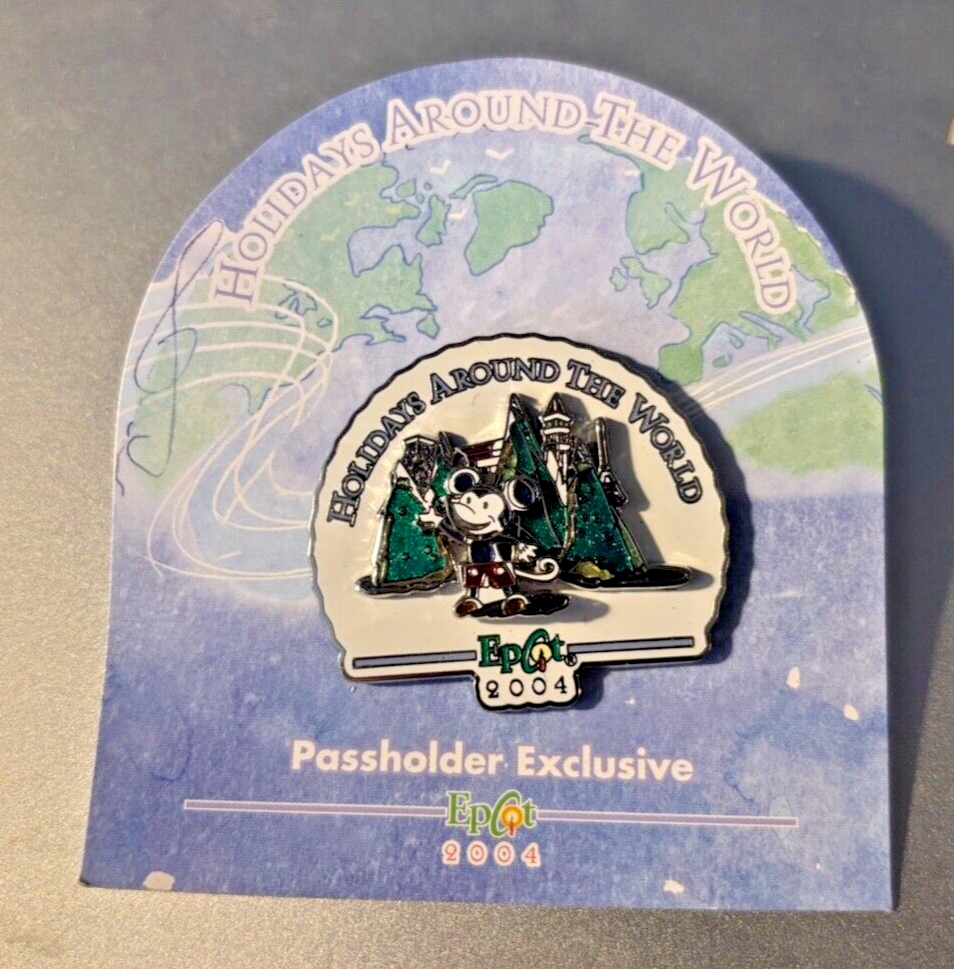 HOLIDAYS AROUND THE WORLD
HOLIDAYS AROUND THE WORLD
Epcot®
2004
Passholder Exclusive
Epcot
2004